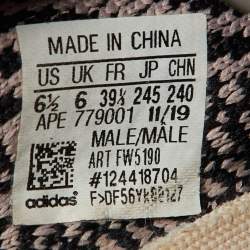 MADE IN CHINA
US UK FR JP CHN
6½ 6 39⅓ 245 240
APE 779001 11/19
MALE/MÂLE
ART FW5190
#124418704
adidas